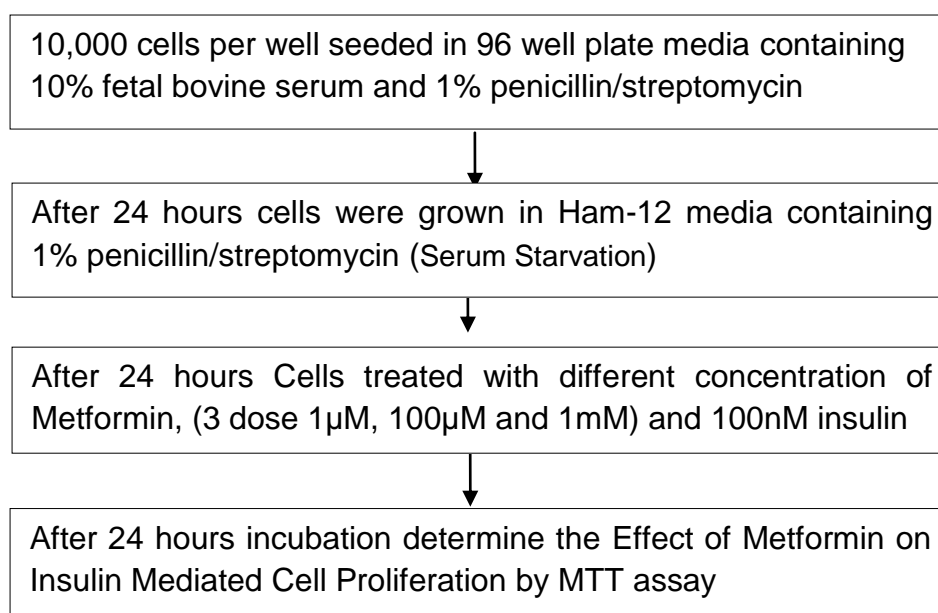 10,000 cells per well seeded in 96 well plate media containing
10% fetal bovine serum and 1% penicillin/streptomycin
After 24 hours cells were grown in Ham-12 media containing
1% penicillin/streptomycin (Serum Starvation)
After 24 hours Cells treated with different concentration of
Metformin, (3 dose 1µM, 100µM and 1mM) and 100nM insulin
After 24 hours incubation determine the Effect of Metformin on
Insulin Mediated Cell Proliferation by MTT assay